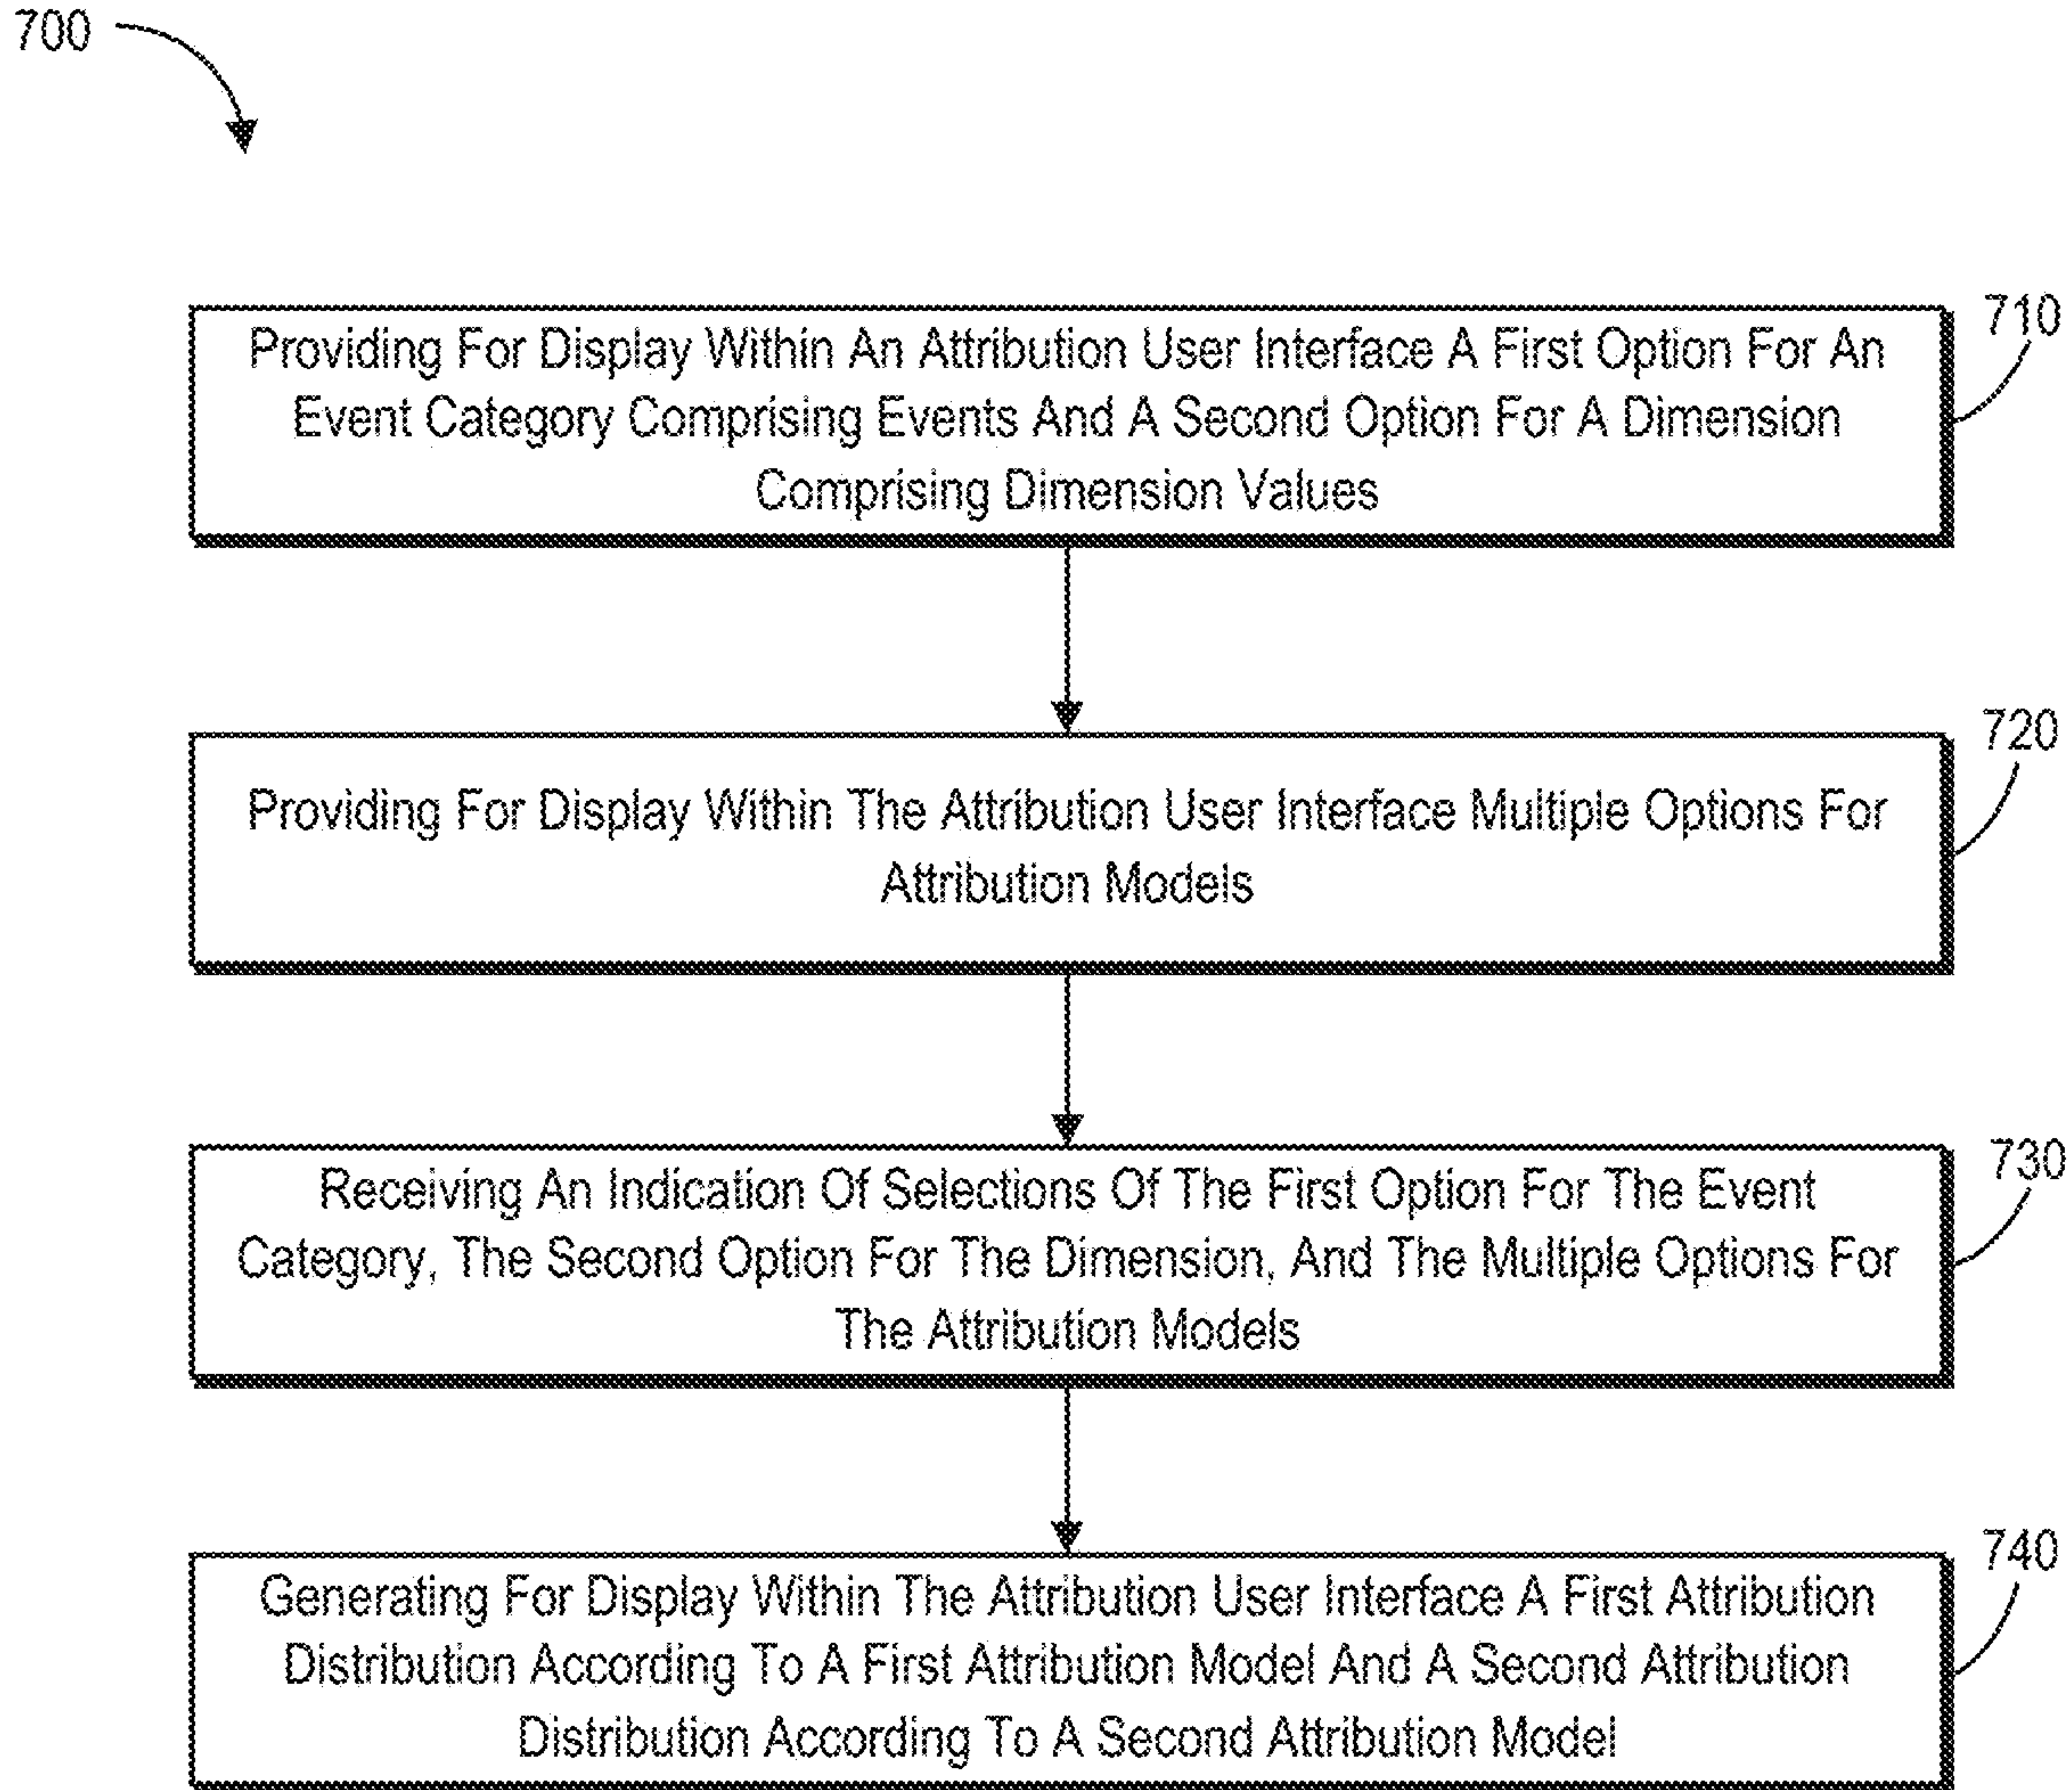 700
710
Providing For Display Within An Attribution User Interface A First Option For An
Event Category Comprising Events And A Second Option For A Dimension
Comprising Dimension Values
720
Providing For Display Within The Attribution User Interface Multiple Options For
Attribution Models
730
Receiving An Indication Of Selections Of The First Option For The Event
Category, The Second Option For The Dimension, And The Multiple Options For
The Attribution Models
740
Generating For Display Within The Attribution User Interface A First Attribution
Distribution According To A First Attribution Model And A Second Attribution
Distribution According To A Second Attribution Model